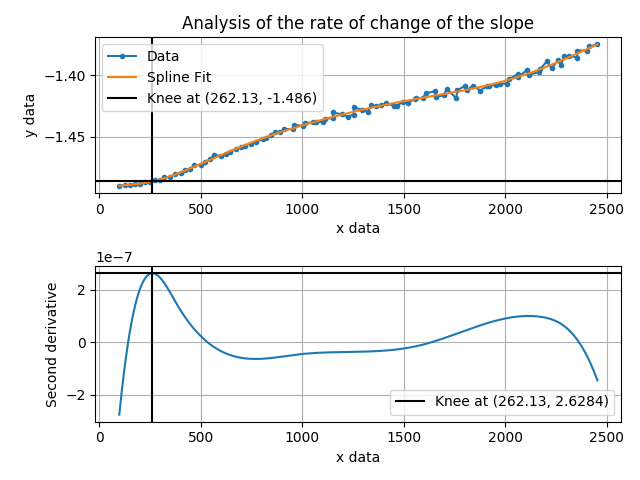 Analysis of the rate of change of the slope
y data
−1.40
−1.45
Data
Spline Fit
Knee at (262.13, -1.486)
0
500
1000
1500
2000
2500
x data
1e−7
Second derivative
2
0
−2
Knee at (262.13, 2.6284)
0
500
1000
1500
2000
2500
x data